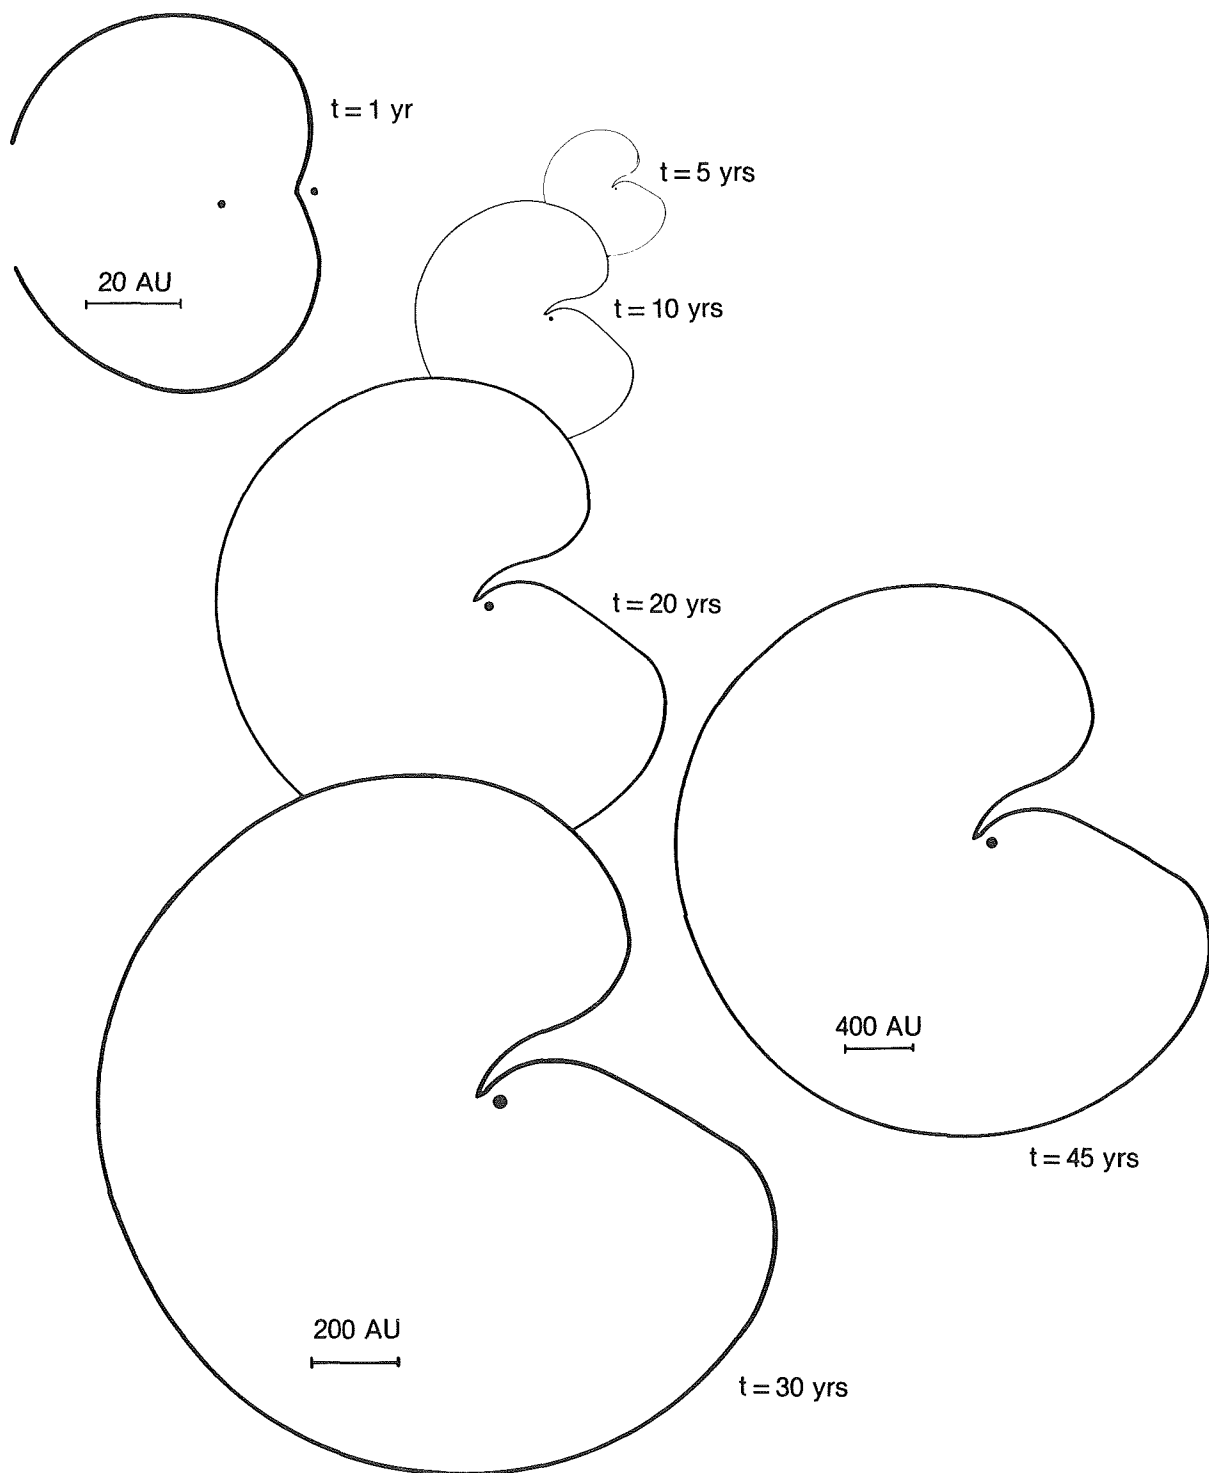 t = 1 yr
t = 5 yrs
20 AU
t = 10 yrs
t = 20 yrs
400 AU
t = 45 yrs
200 AU
t = 30 yrs